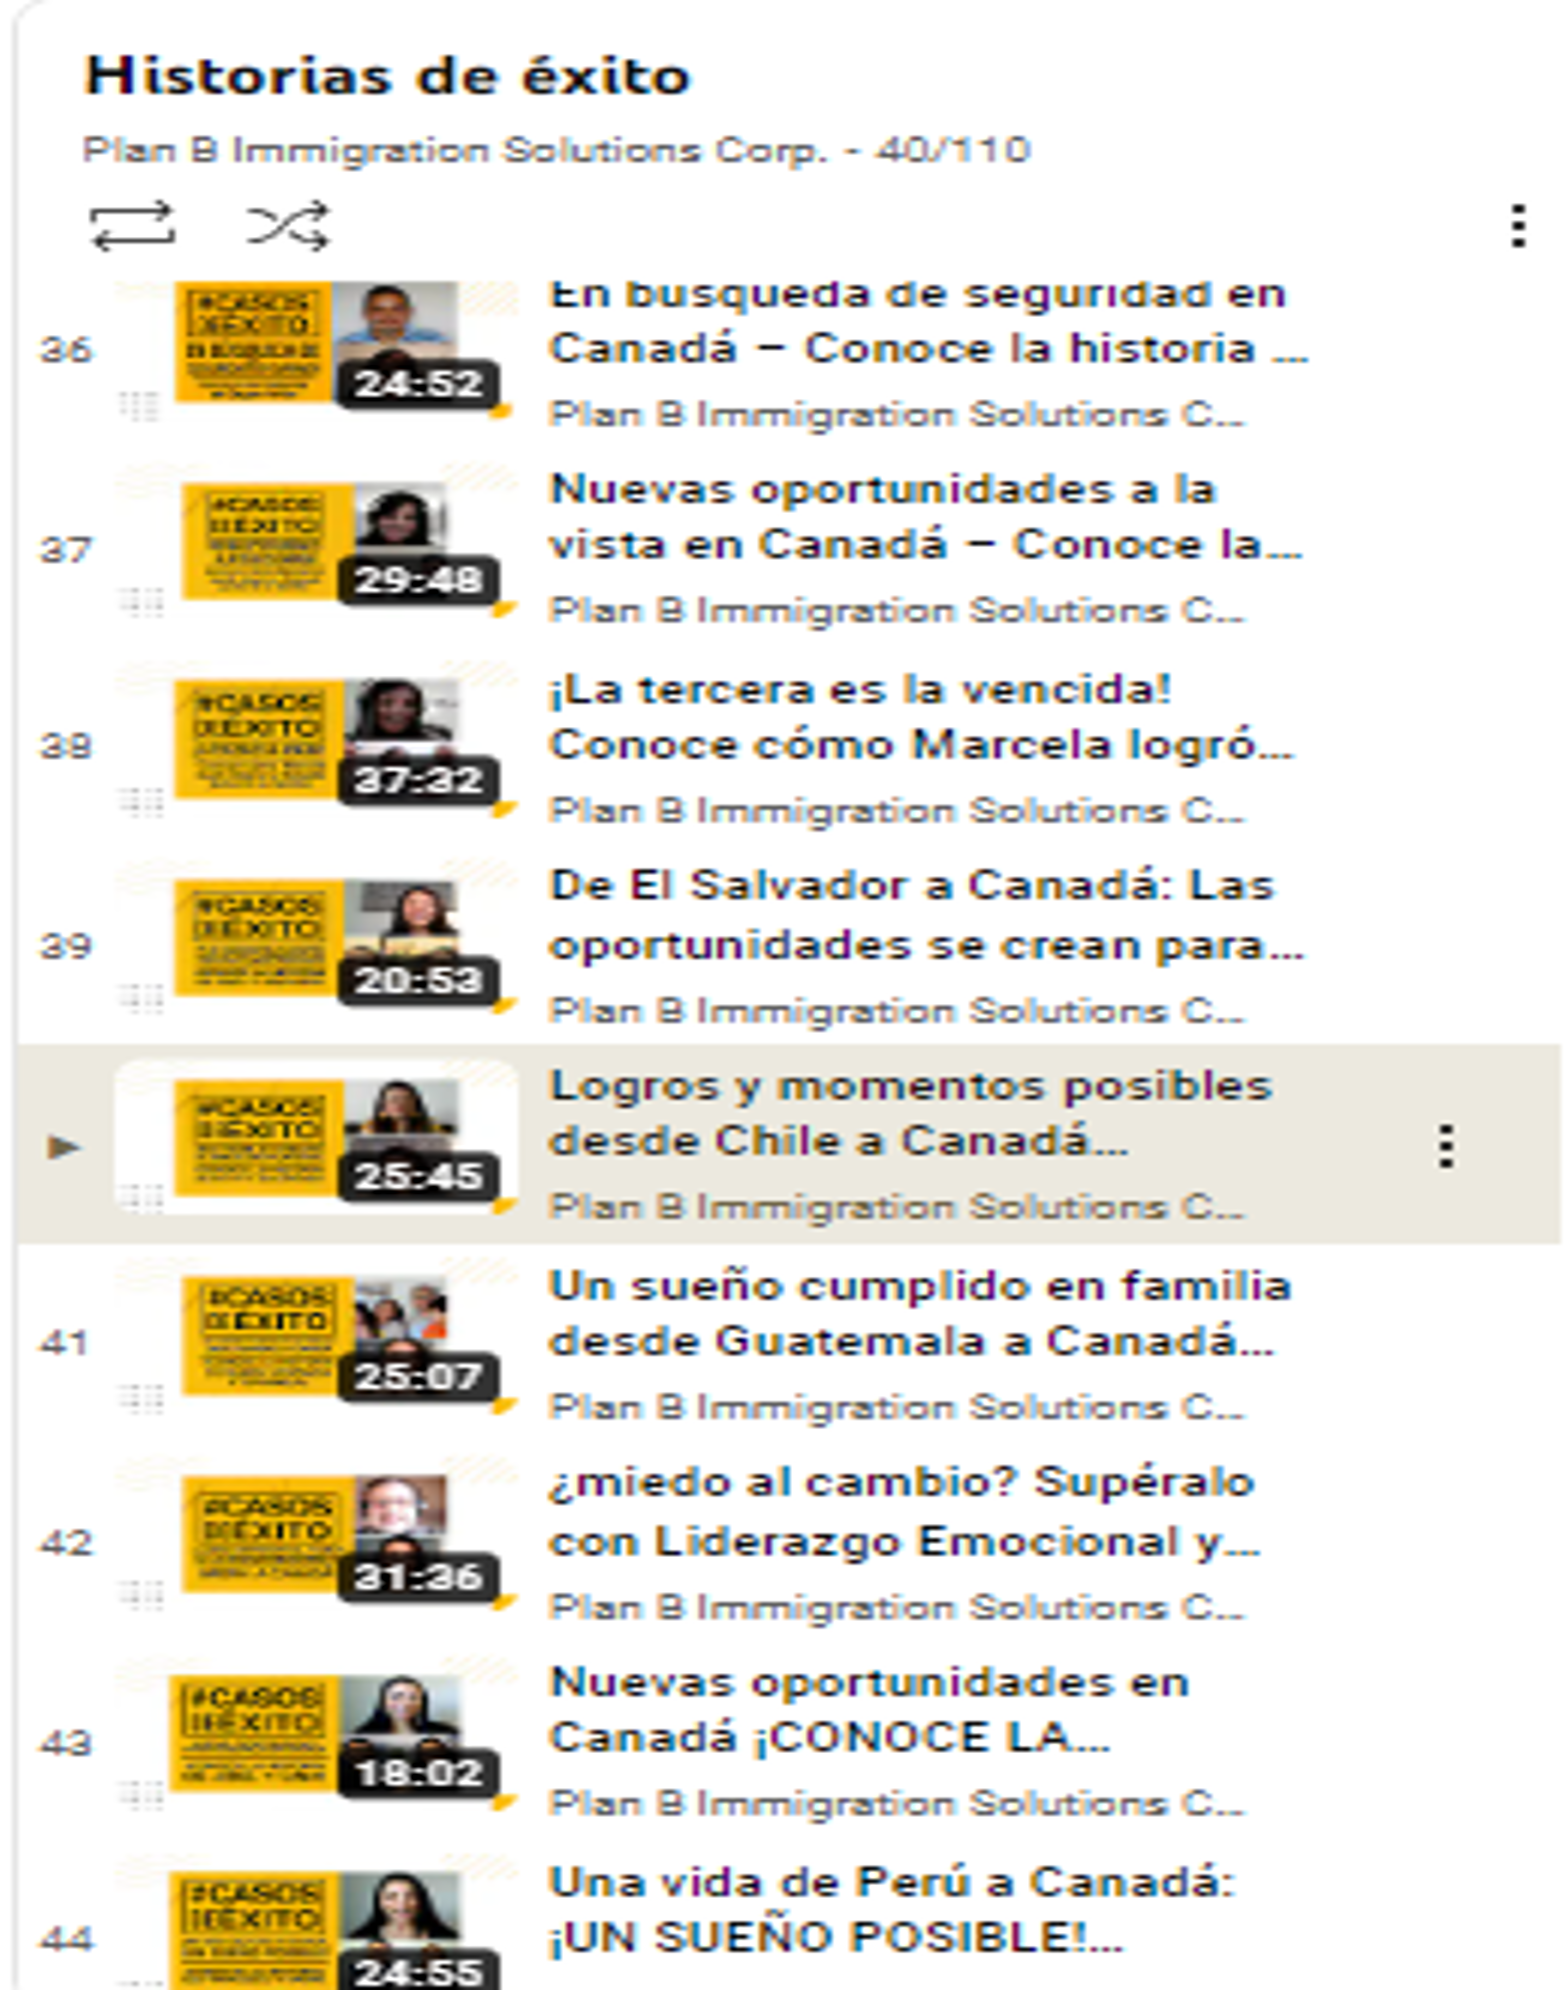 Historias de éxito
Plan B Immigration Solutions Corp. - 40/110
36
#CASOS
DE ÉXITO
24:52
En busqueda de seguridad en
Canadá – Conoce la historia ...
Plan B Immigration Solutions C...
37
#CASOS
DE ÉXITO
29:48
Nuevas oportunidades a la
vista en Canadá – Conoce la...
Plan B Immigration Solutions C...
38
#CASOS
DE ÉXITO
37:32
¡La tercera es la vencida!
Conoce cómo Marcela logró...
Plan B Immigration Solutions C...
39
#CASOS
DE ÉXITO
20:53
De El Salvador a Canadá: Las
oportunidades se crean para...
Plan B Immigration Solutions C...
#CASOS
DE ÉXITO
25:45
Logros y momentos posibles
desde Chile a Canadá...
Plan B Immigration Solutions C...
41
#CASOS
DE ÉXITO
25:07
Un sueño cumplido en familia
desde Guatemala a Canadá...
Plan B Immigration Solutions C...
42
#CASOS
DE ÉXITO
31:36
¿miedo al cambio? Supéralo
con Liderazgo Emocional y...
Plan B Immigration Solutions C...
43
#CASOS
DE ÉXITO
18:02
Nuevas oportunidades en
Canadá ¡CONOCE LA...
Plan B Immigration Solutions C...
44
#CASOS
DE ÉXITO
24:55
Una vida de Perú a Canadá:
¡UN SUEÑO POSIBLE!...